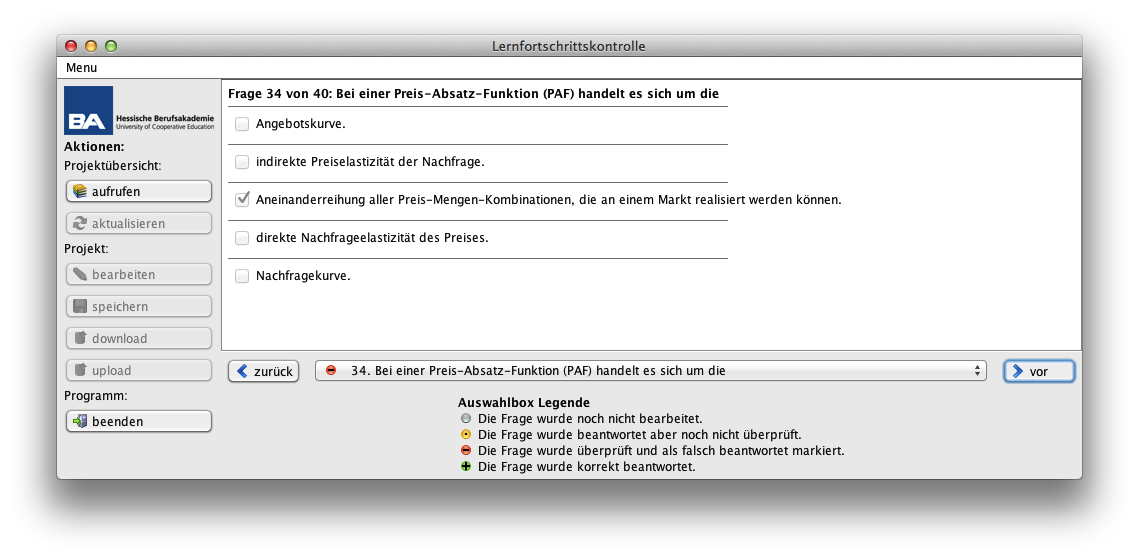 Lernfortschrittskontrolle
Menu
BA Hessische Berufsakademie
University of Cooperative Education
Aktionen:
Projektübersicht:
aufrufen
aktualisieren
Projekt:
bearbeiten
speichern
download
upload
Programm:
beenden
Frage 34 von 40: Bei einer Preis-Absatz-Funktion (PAF) handelt es sich um die
Angebotskurve.
indirekte Preiselastizität der Nachfrage.
Aneinanderreihung aller Preis-Mengen-Kombinationen, die an einem Markt realisiert werden können.
direkte Nachfrageelastizität des Preises.
Nachfragekurve.
zurück
34. Bei einer Preis-Absatz-Funktion (PAF) handelt es sich um die
vor
Auswahlbox Legende
Die Frage wurde noch nicht bearbeitet.
Die Frage wurde beantwortet aber noch nicht überprüft.
Die Frage wurde überprüft und als falsch beantwortet markiert.
Die Frage wurde korrekt beantwortet.